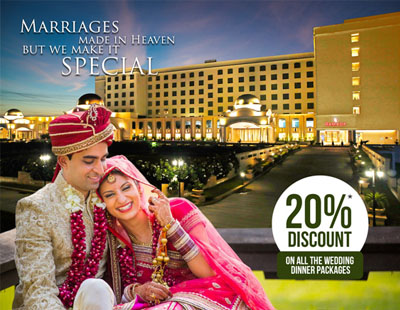 MARRIAGES
MADE IN HEAVEN
BUT WE MAKE IT
SPECIAL
20%*
DISCOUNT
ON ALL THE WEDDING
DINNER PACKAGES